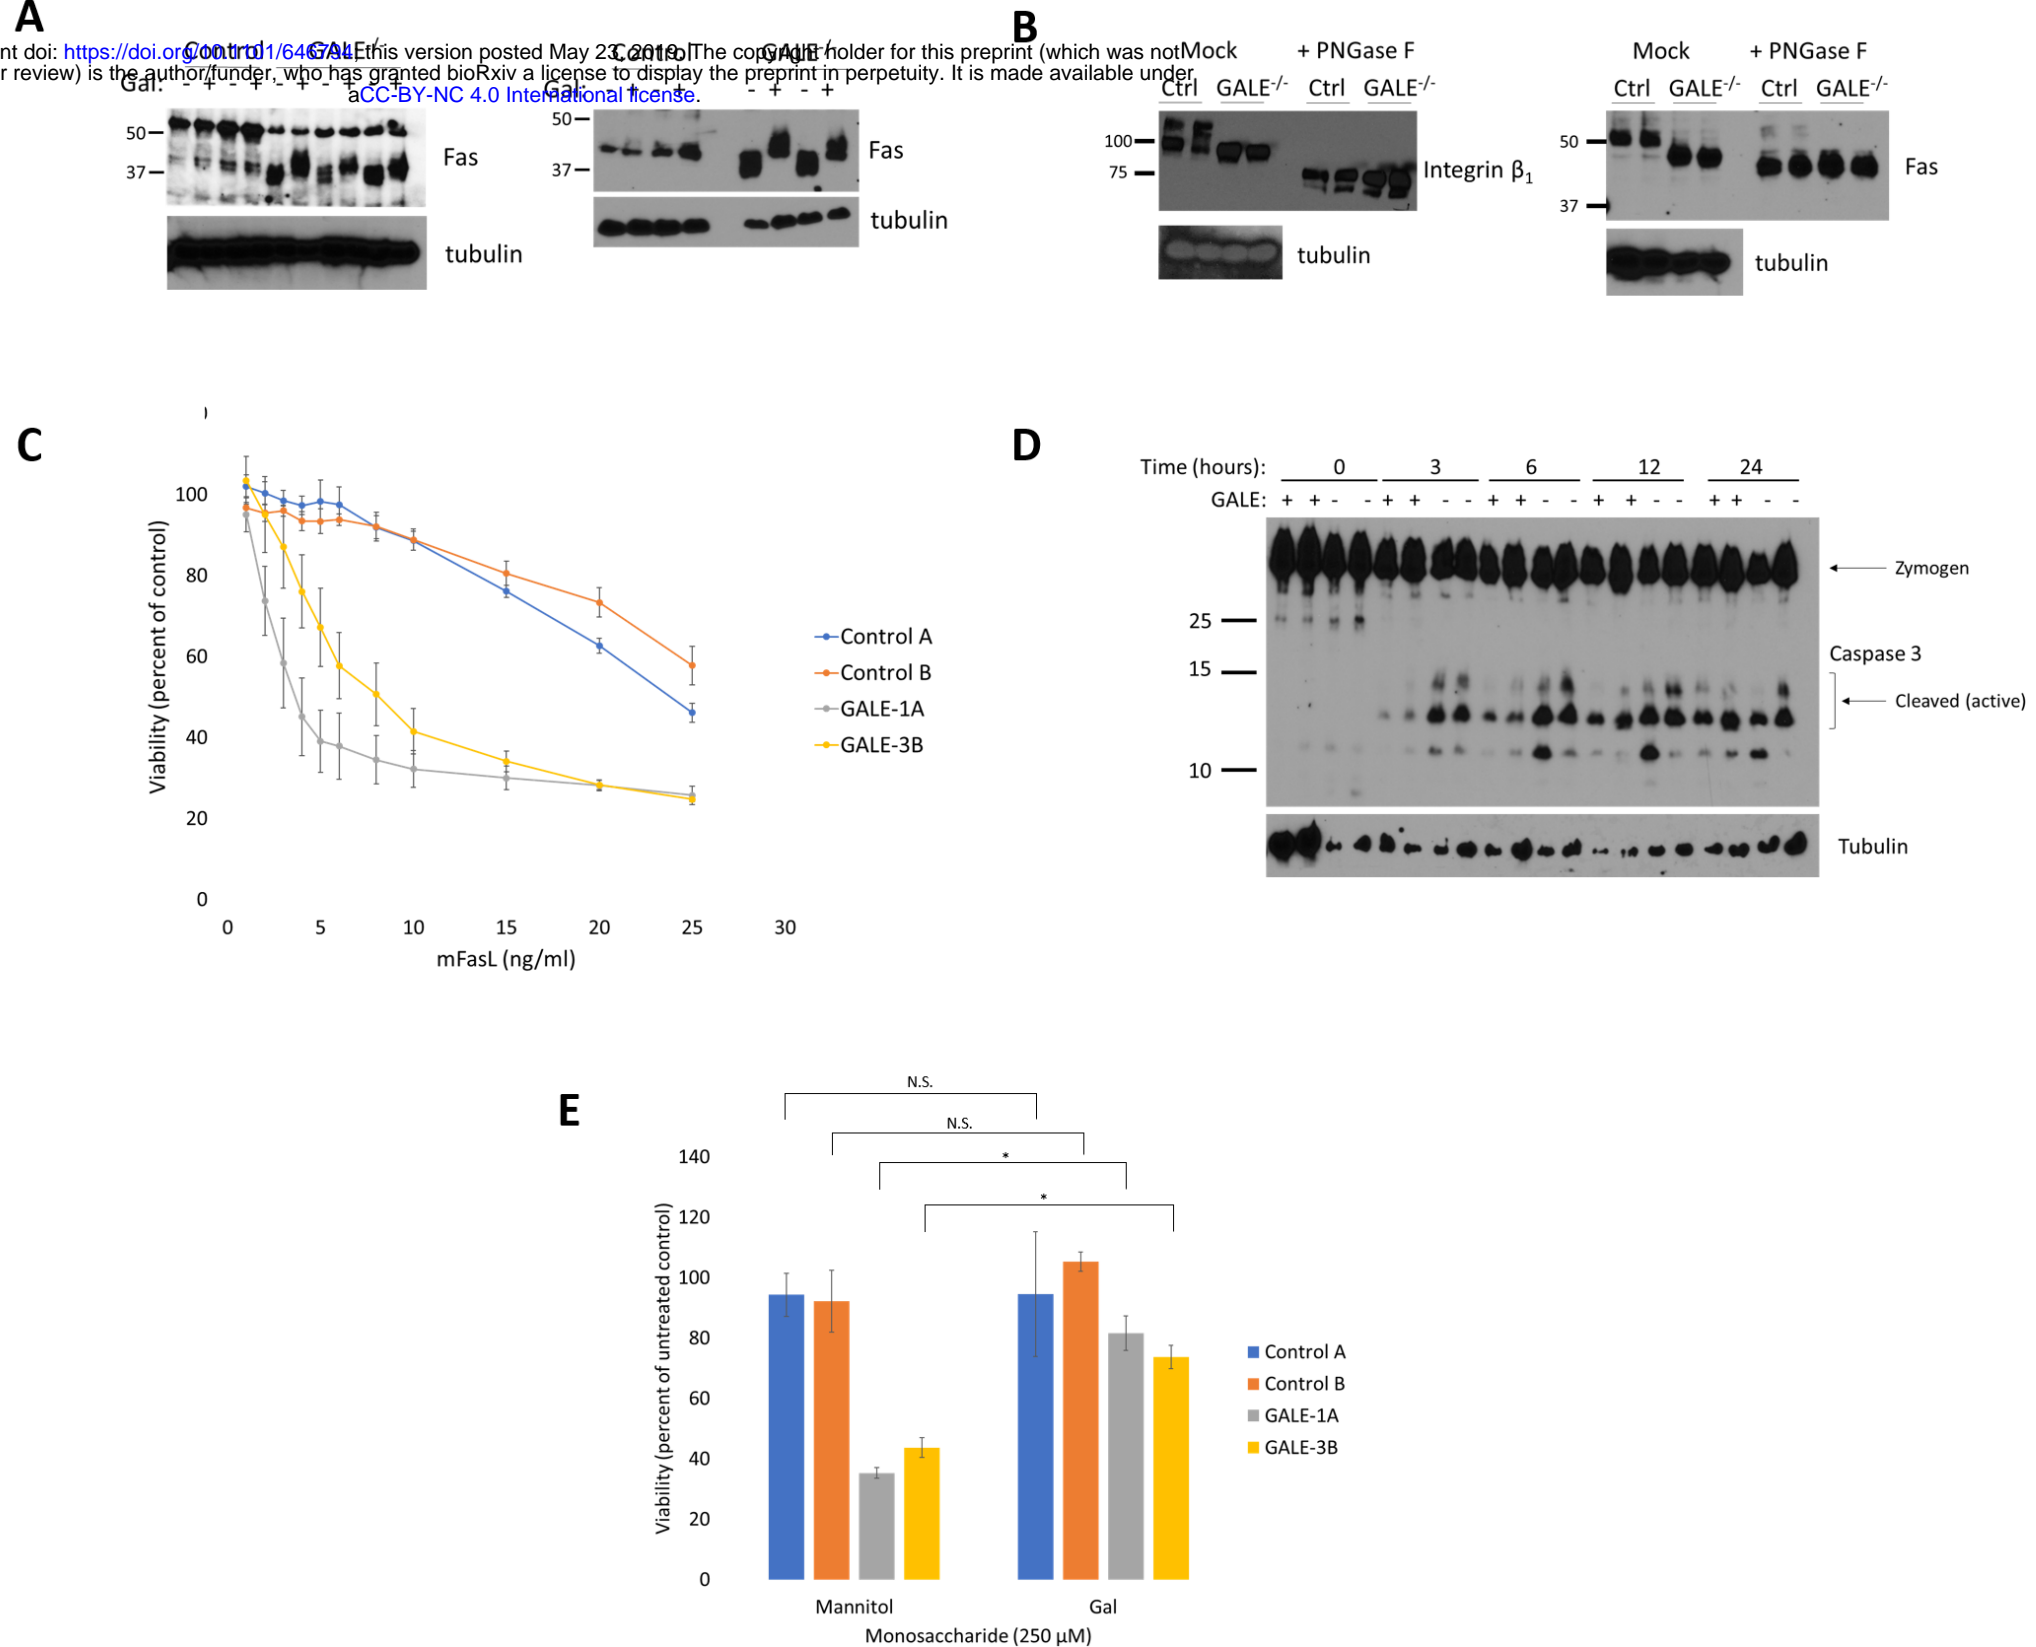 A
B
nt doi: https://doi.org/10.1101/646794; this version posted May 23, 2019. The copyright holder for this preprint (which was not
r review) is the author/funder, who has granted bioRxiv a license to display the preprint in perpetuity. It is made available under
aCC-BY-NC 4.0 International license.
Control GALE-/-
Gal: - + - + - + - + - +
50
37
Fas
tubulin
Control GALE-/-
Gal: - + - + - + - +
50
37
Fas
tubulin
Mock + PNGase F
Ctrl GALE-/- Ctrl GALE-/-
100
75
Integrin β1
tubulin
Mock + PNGase F
Ctrl GALE-/- Ctrl GALE-/-
50
37
Fas
tubulin
C
Viability (percent of control)
100
80
60
40
20
0
0 5 10 15 20 25 30
mFasL (ng/ml)
Control A
Control B
GALE-1A
GALE-3B
D
Time (hours): 0 3 6 12 24
GALE: + + - - + + - - + + - - + + - - + + - -
Zymogen
25
15
10
Caspase 3
Cleaved (active)
Tubulin
E
N.S.
N.S.
*
*
Viability (percent of untreated control)
140
120
100
80
60
40
20
0
Mannitol Gal
Monosaccharide (250 µM)
Control A
Control B
GALE-1A
GALE-3B